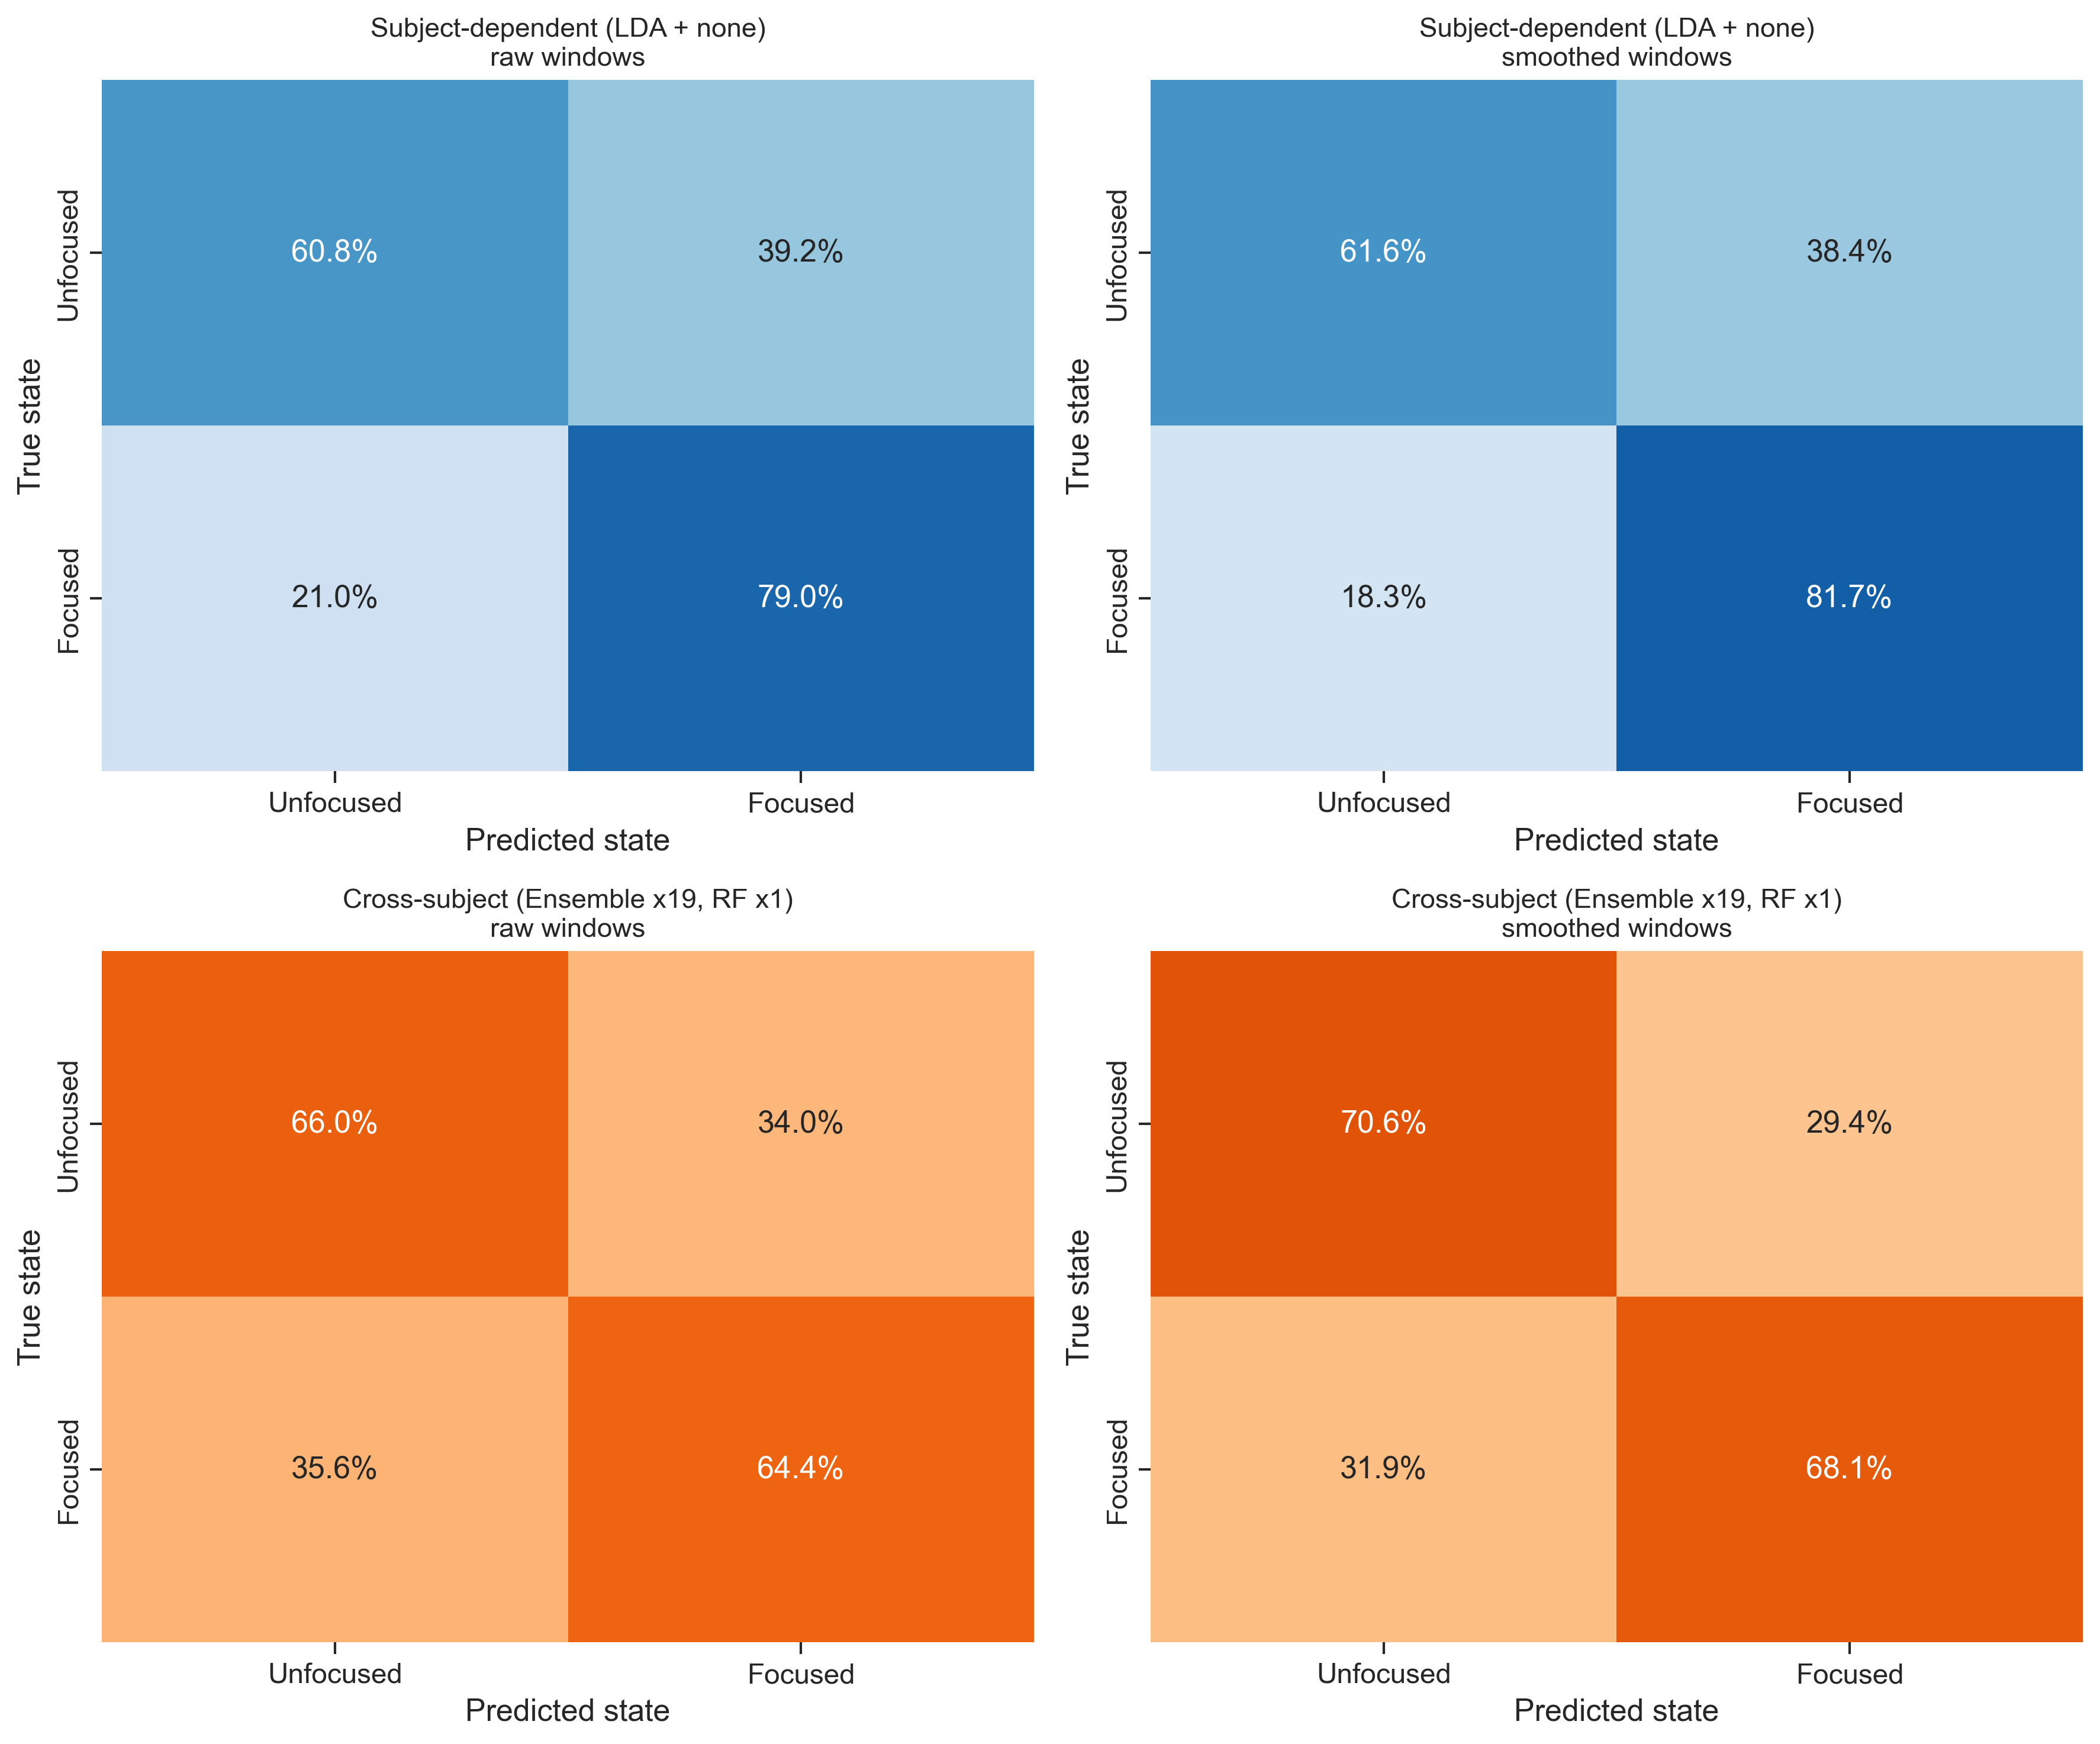 Subject-dependent (LDA + none)
raw windows
True state
Unfocused
60.8%
39.2%
Focused
21.0%
79.0%
Unfocused
Focused
Predicted state
Subject-dependent (LDA + none)
smoothed windows
True state
Unfocused
61.6%
38.4%
Focused
18.3%
81.7%
Unfocused
Focused
Predicted state
Cross-subject (Ensemble x19, RF x1)
raw windows
True state
Unfocused
66.0%
34.0%
Focused
35.6%
64.4%
Unfocused
Focused
Predicted state
Cross-subject (Ensemble x19, RF x1)
smoothed windows
True state
Unfocused
70.6%
29.4%
Focused
31.9%
68.1%
Unfocused
Focused
Predicted state